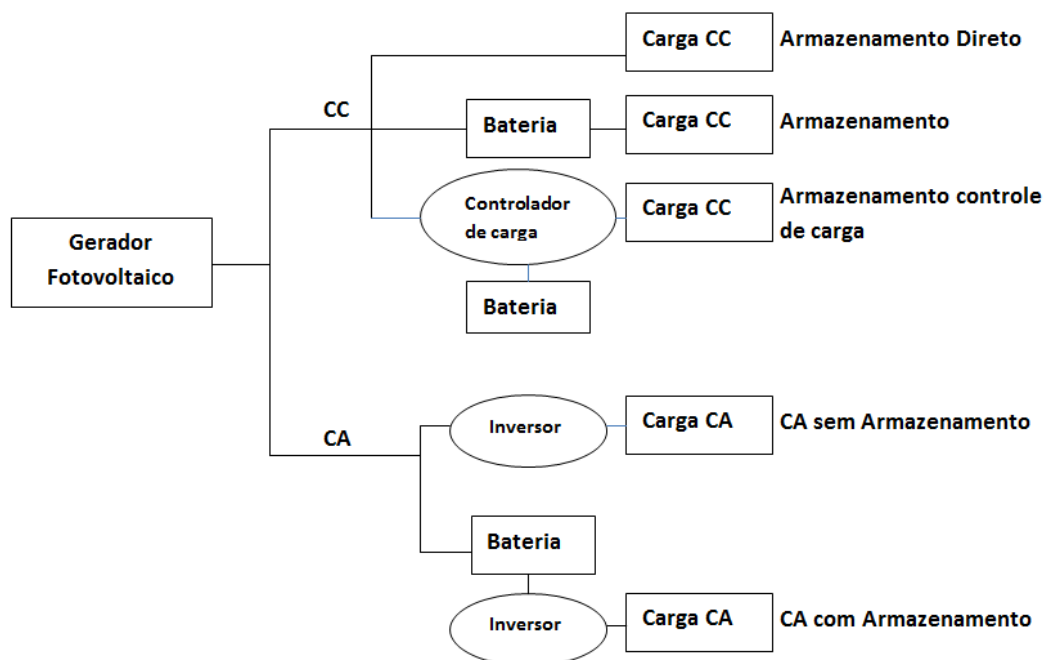 Carga CC
Armazenamento Direto
CC
Bateria
Carga CC
Armazenamento
Controlador
de carga
Carga CC
Armazenamento controle
de carga
Gerador
Fotovoltaico
Bateria
CA
Inversor
Carga CA
CA sem Armazenamento
Bateria
Inversor
Carga CA
CA com Armazenamento